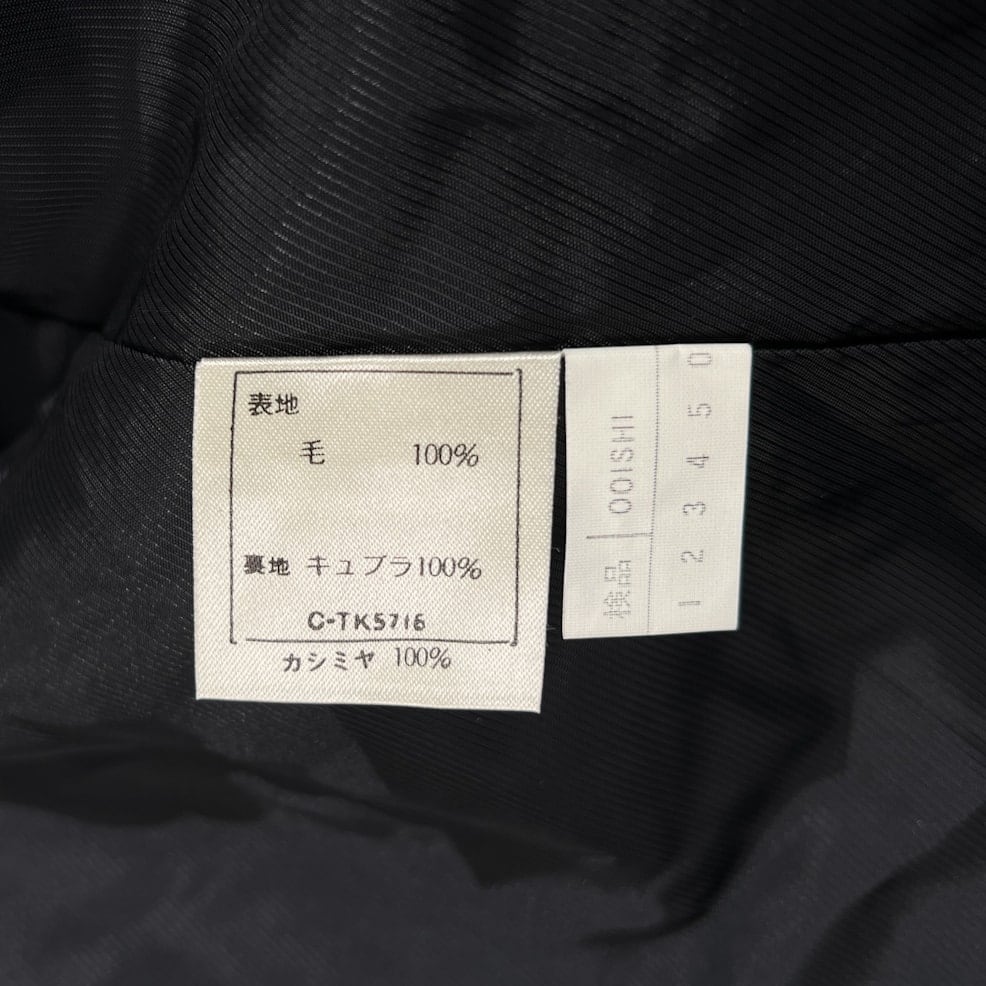 表地
毛 100%
裏地 キュプラ100%
C-TK5716
カシミヤ 100%
検品 OOISHI
1 2 3 4 5 0